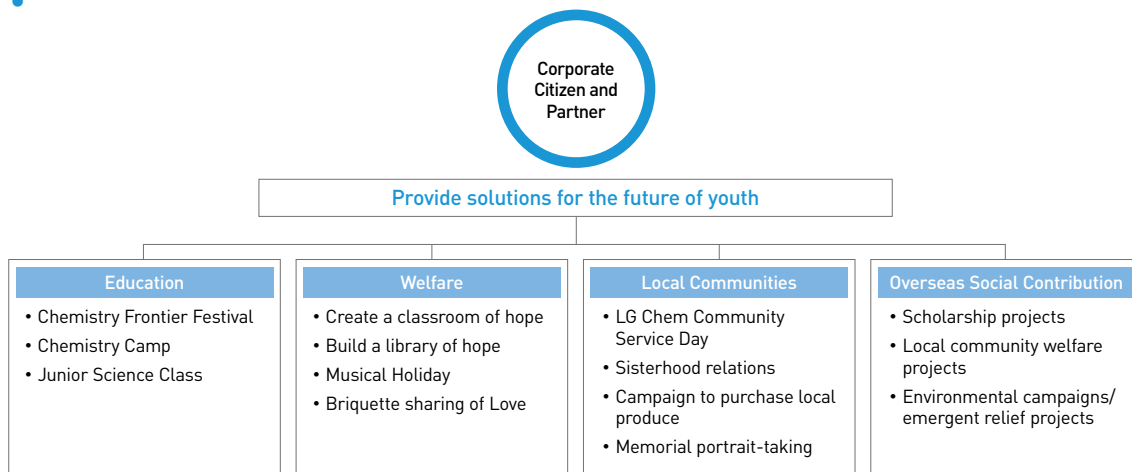 Corporate
Citizen and
Partner
Provide solutions for the future of youth
Education
• Chemistry Frontier Festival
• Chemistry Camp
• Junior Science Class
Welfare
• Create a classroom of hope
• Build a library of hope
• Musical Holiday
• Briquette sharing of Love
Local Communities
• LG Chem Community
Service Day
• Sisterhood relations
• Campaign to purchase local
produce
• Memorial portrait-taking
Overseas Social Contribution
• Scholarship projects
• Local community welfare
projects
• Environmental campaigns/
emergent relief projects